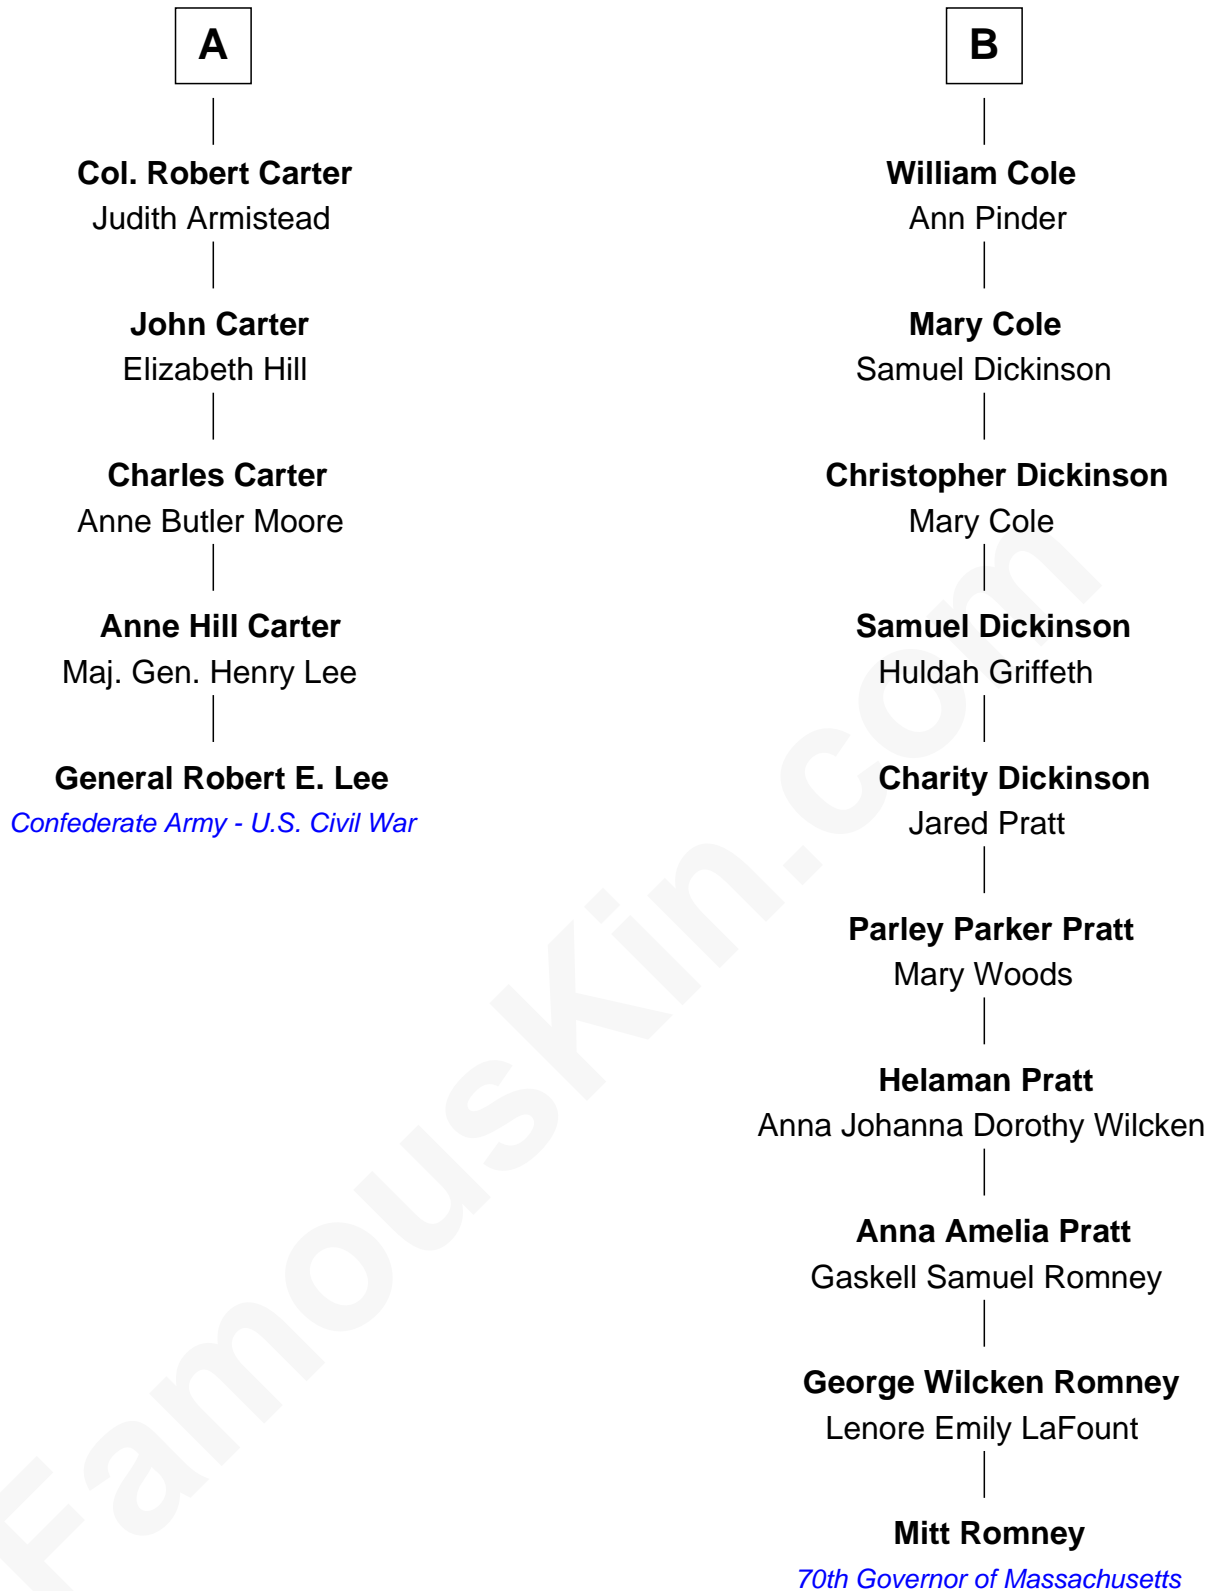 A
Col. Robert Carter
Judith Armistead
John Carter
Elizabeth Hill
Charles Carter
Anne Butler Moore
Anne Hill Carter
Maj. Gen. Henry Lee
General Robert E. Lee
Confederate Army - U.S. Civil War
B
William Cole
Ann Pinder
Mary Cole
Samuel Dickinson
Christopher Dickinson
Mary Cole
Samuel Dickinson
Huldah Griffeth
Charity Dickinson
Jared Pratt
Parley Parker Pratt
Mary Woods
Helaman Pratt
Anna Johanna Dorothy Wilcken
Anna Amelia Pratt
Gaskell Samuel Romney
George Wilcken Romney
Lenore Emily LaFount
Mitt Romney
70th Governor of Massachusetts
FamousKin.com